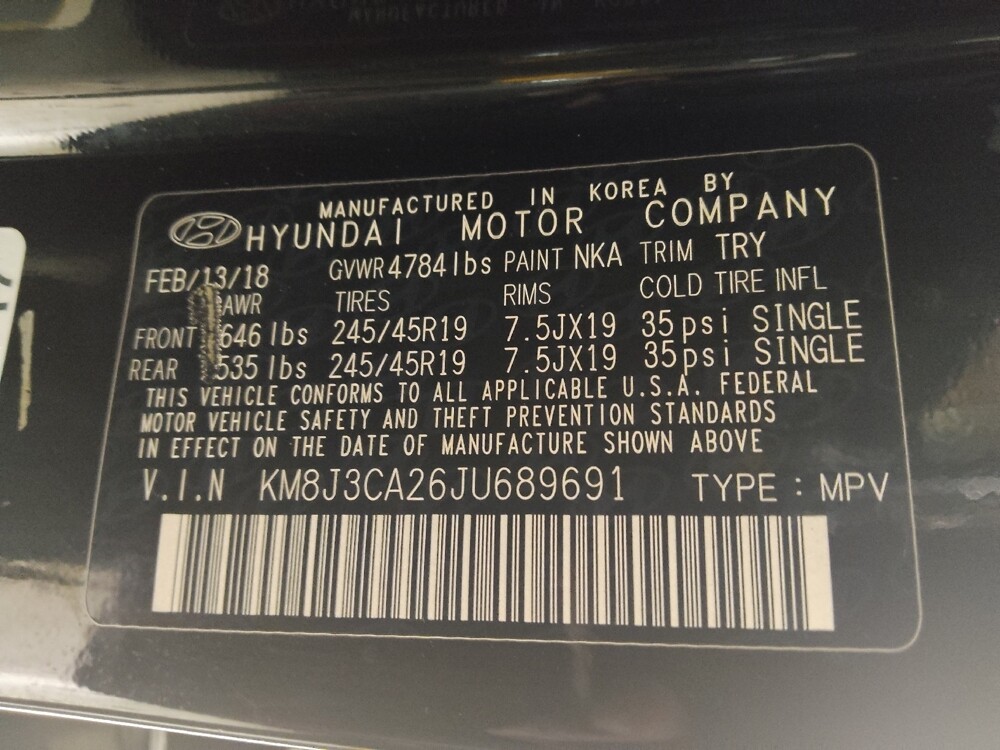 MANUFACTURED IN KOREA BY
HYUNDAI MOTOR COMPANY
FEB/13/18 GVWR 4784lbs PAINT NKA TRIM TRY
TIRES RIMS COLD TIRE INFL
FRONT 646 lbs 245/45R19 7.5JX19 35psi SINGLE
REAR 535 lbs 245/45R19 7.5JX19 35psi SINGLE
THIS VEHICLE CONFORMS TO ALL APPLICABLE U.S.A. FEDERAL
MOTOR VEHICLE SAFETY AND THEFT PREVENTION STANDARDS
IN EFFECT ON THE DATE OF MANUFACTURE SHOWN ABOVE
V.I.N KM8J3CA26JU689691 TYPE : MPV